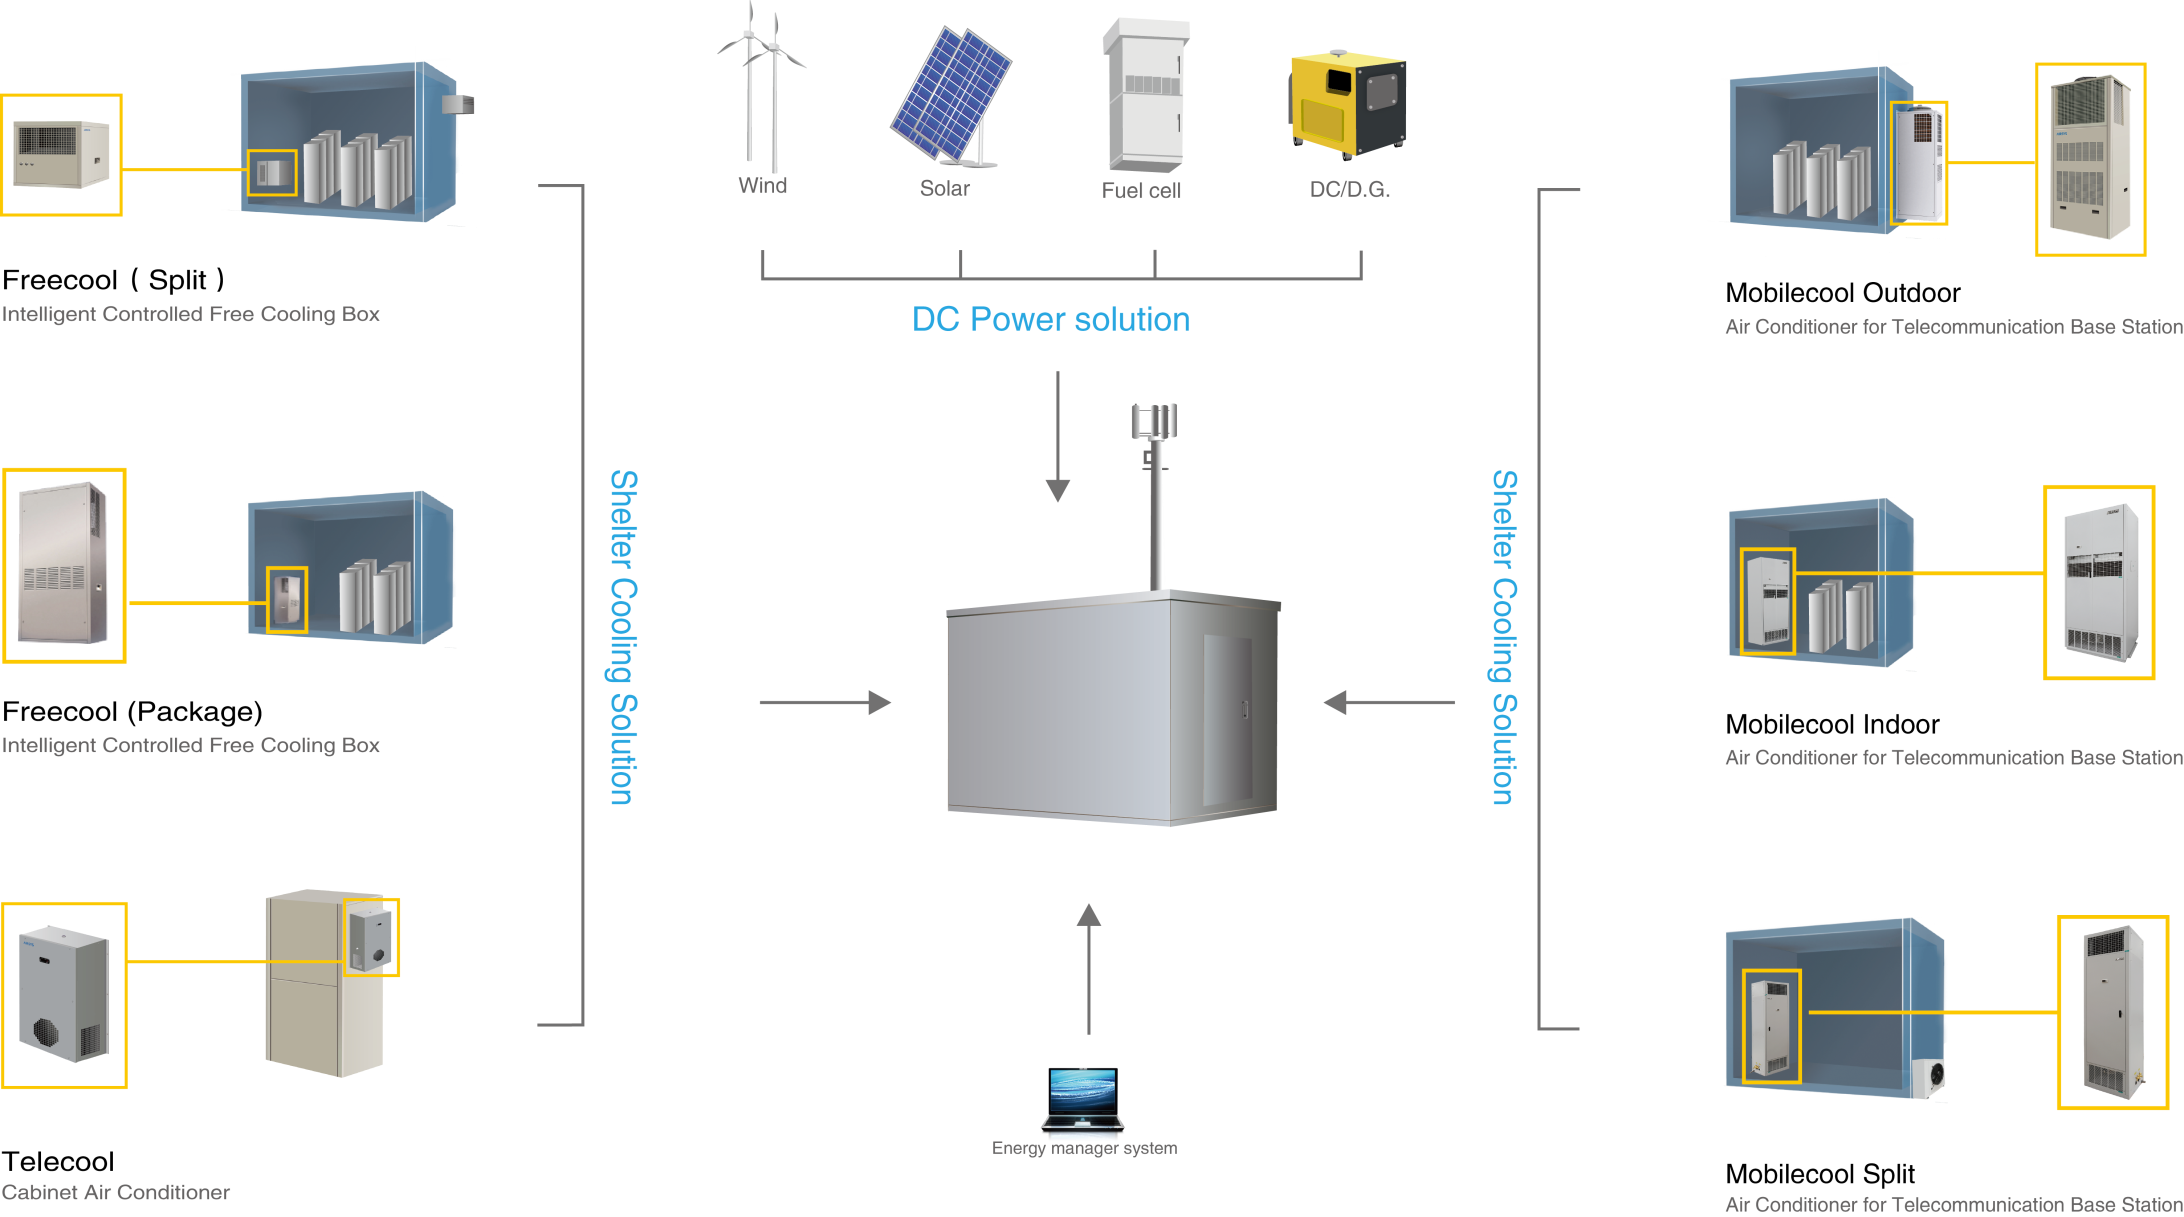 Wind
Solar
Fuel cell
DC/D.G.
DC Power solution
Freecool ( Split )
Intelligent Controlled Free Cooling Box
Freecool (Package)
Intelligent Controlled Free Cooling Box
Telecool
Cabinet Air Conditioner
Shelter Cooling Solution
Shelter Cooling Solution
Energy manager system
Mobilecool Outdoor
Air Conditioner for Telecommunication Base Station
Mobilecool Indoor
Air Conditioner for Telecommunication Base Station
Mobilecool Split
Air Conditioner for Telecommunication Base Station